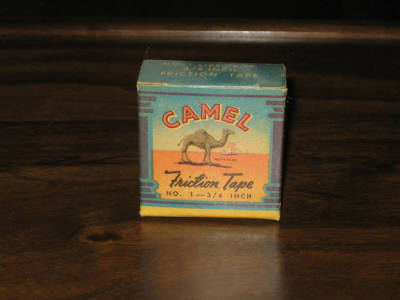 3/4 INCH
FRICTION TAPE
CAMEL
Friction Tape
NO. 1 — 3/4 INCH